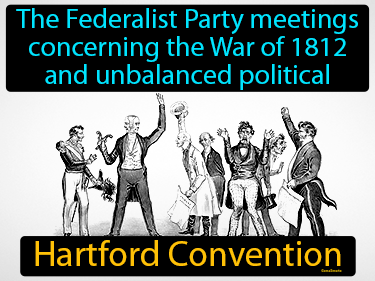 The Federalist Party meetings
concerning the War of 1812
and unbalanced political
Hartford Convention